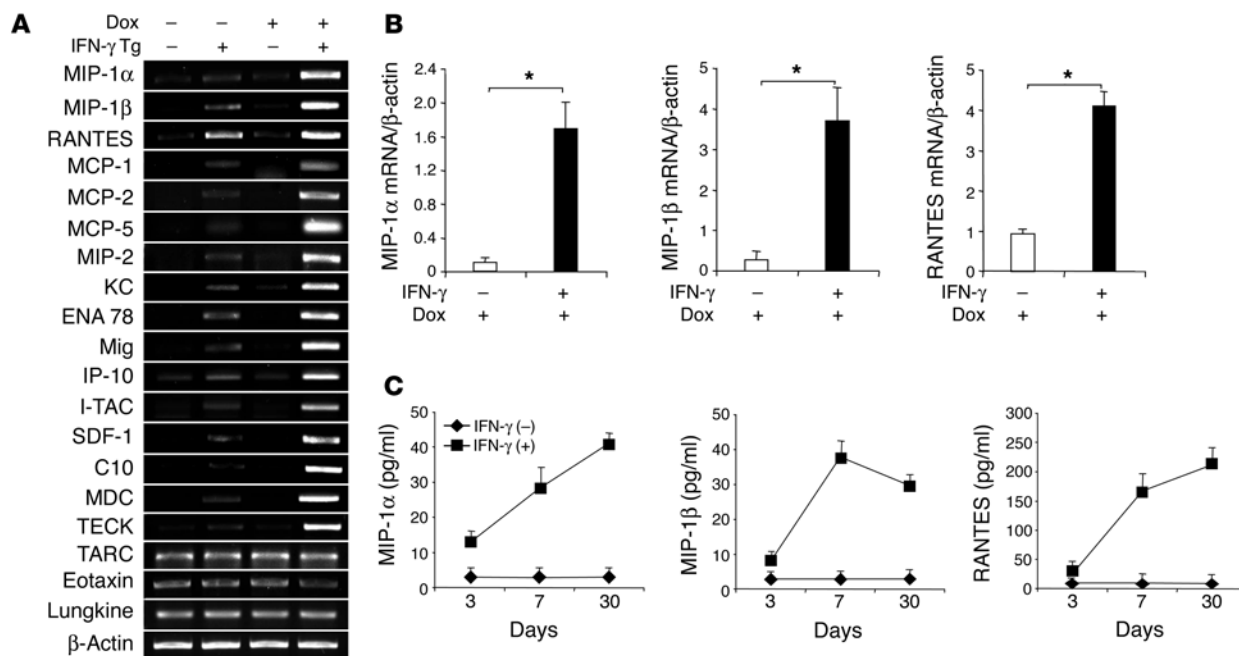 A
Dox – – + +
IFN-γ Tg – + – +
MIP-1α
MIP-1β
RANTES
MCP-1
MCP-2
MCP-5
MIP-2
KC
ENA 78
Mig
IP-10
I-TAC
SDF-1
C10
MDC
TECK
TARC
Eotaxin
Lungkine
β-Actin
B
MIP-1α mRNA/β-actin
2.4
2.0
1.6
1.2
0.8
0.4
0
*
IFN-γ – +
Dox + +
MIP-1β mRNA/β-actin
5
4
3
2
1
0
*
IFN-γ – +
Dox + +
RANTES mRNA/β-actin
5
4
3
2
1
0
*
IFN-γ – +
Dox + +
C
MIP-1α (pg/ml)
50
40
30
20
10
0
IFN-γ (–)
IFN-γ (+)
3 7 30
Days
MIP-1β (pg/ml)
50
40
30
20
10
0
3 7 30
Days
RANTES (pg/ml)
300
250
200
150
100
50
0
3 7 30
Days